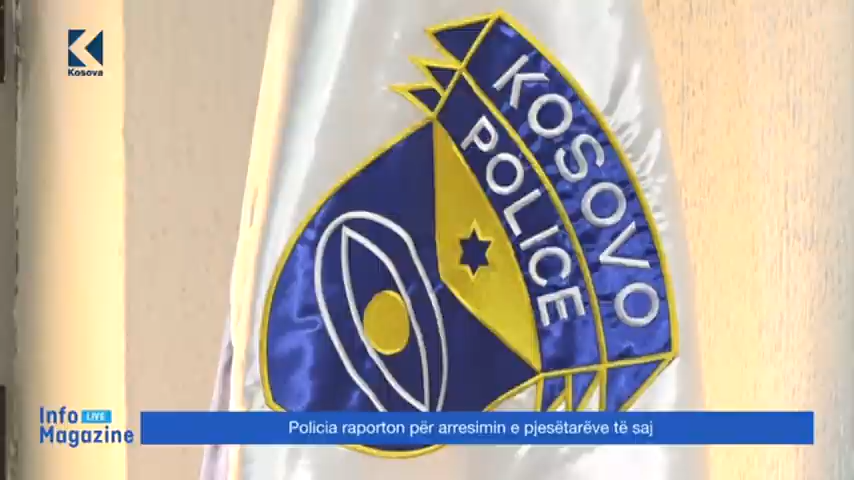 Kosova
KOSOVO
POLICE
Info LIVE
Magazine
Policia raporton për arresimin e pjesëtarëve të saj